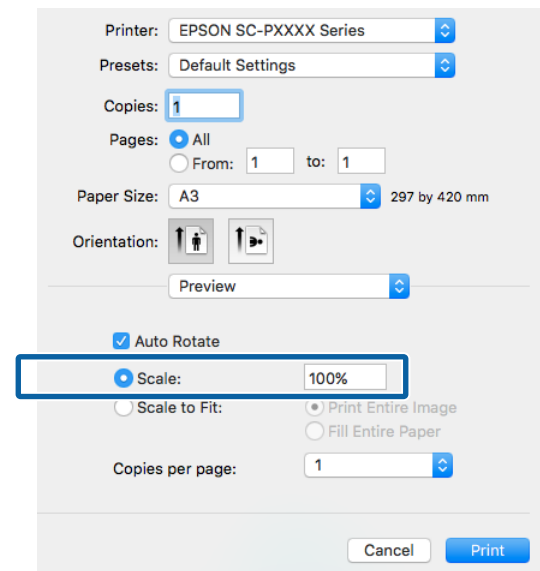 Printer: EPSON SC-PXXXX Series
Presets: Default Settings
Copies: 1
Pages: All
From: 1 to: 1
Paper Size: A3 297 by 420 mm
Orientation:
Preview
Auto Rotate
Scale: 100%
Scale to Fit: Print Entire Image
Fill Entire Paper
Copies per page: 1
Cancel Print